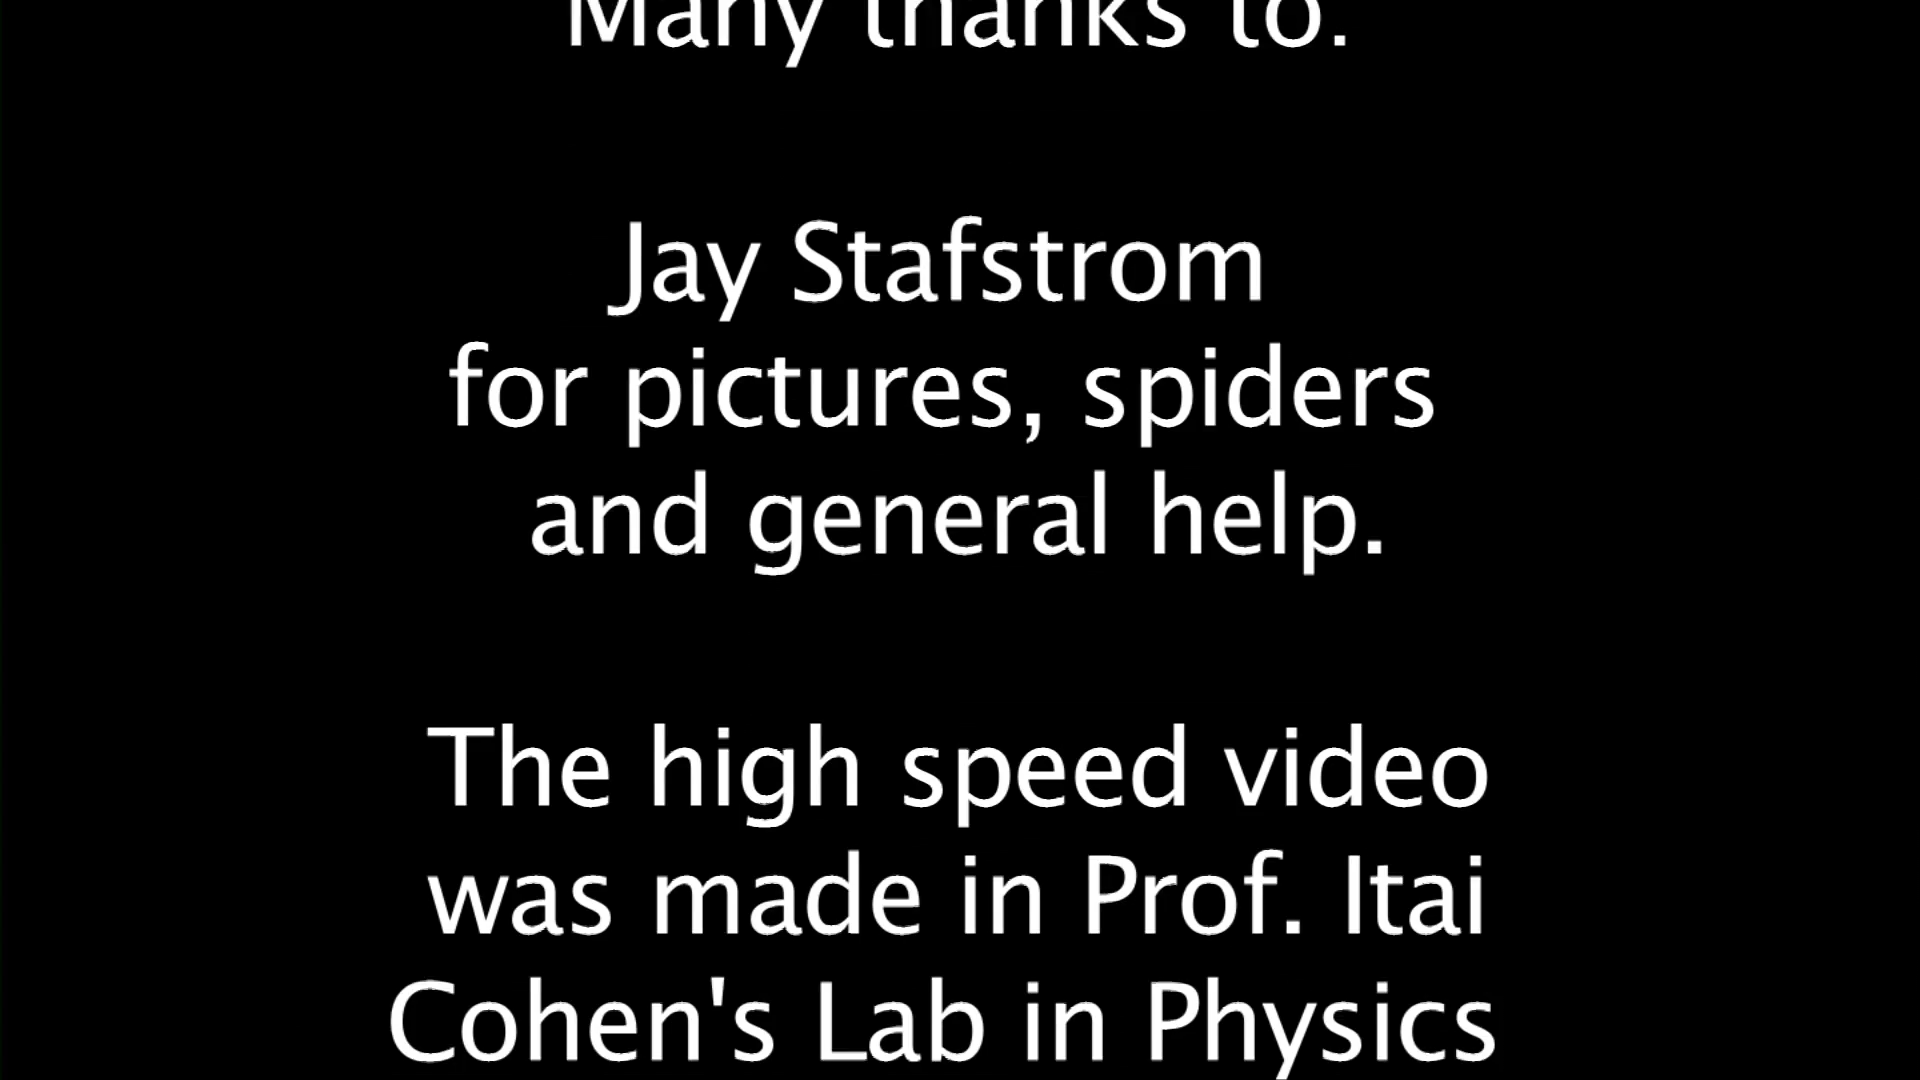 Many thanks to.
Jay Stafstrom
for pictures, spiders
and general help.
The high speed video
was made in Prof. Itai
Cohen's Lab in Physics